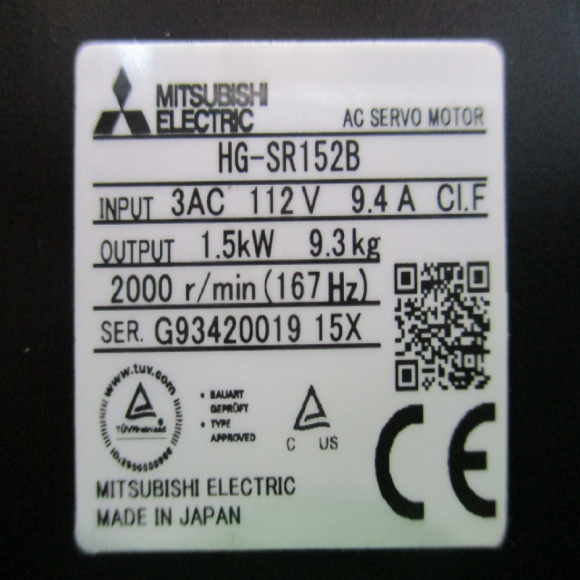 MITSUBISHI
ELECTRIC
AC SERVO MOTOR
HG-SR152B
INPUT 3AC 112 V 9.4 A CI.F
OUTPUT 1.5kW 9.3kg
2000 r/min (167 Hz)
SER. G93420019 15X
www.tuv.com
TÜVRheinland
• BAUART
GEPRÜFT
• TYPE
APPROVED
C US
CE
MITSUBISHI ELECTRIC
MADE IN JAPAN